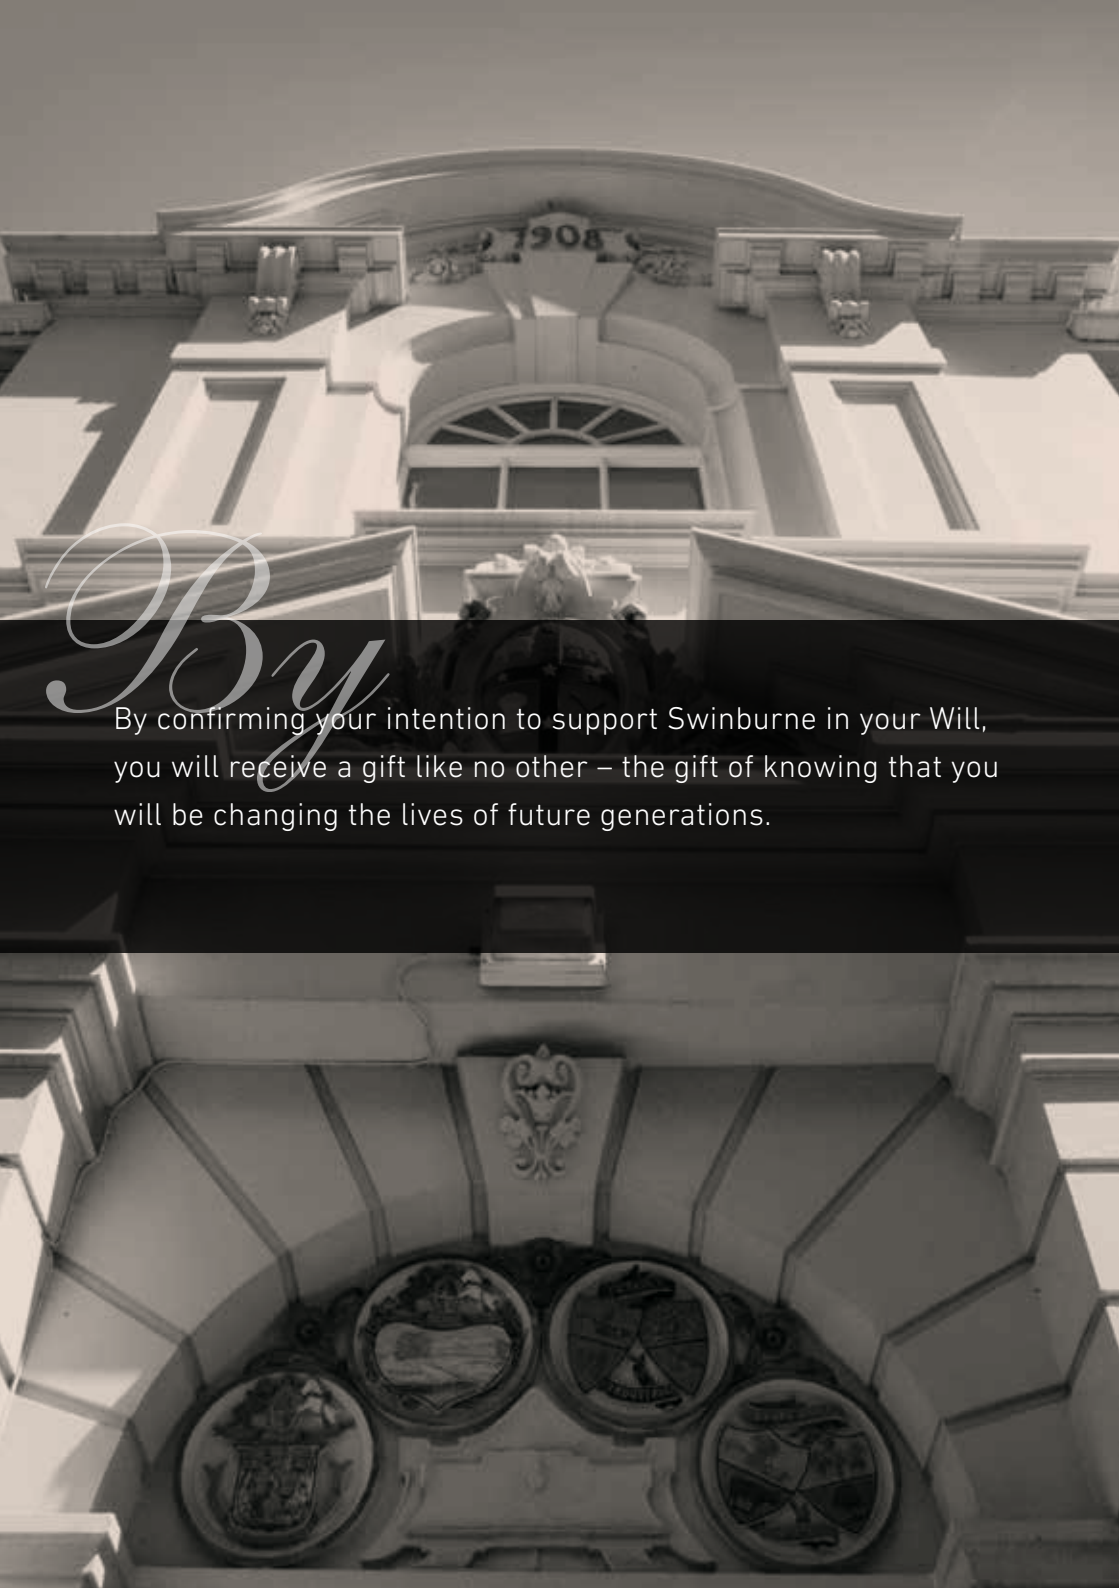 1908
By
By confirming your intention to support Swinburne in your Will,
you will receive a gift like no other – the gift of knowing that you
will be changing the lives of future generations.